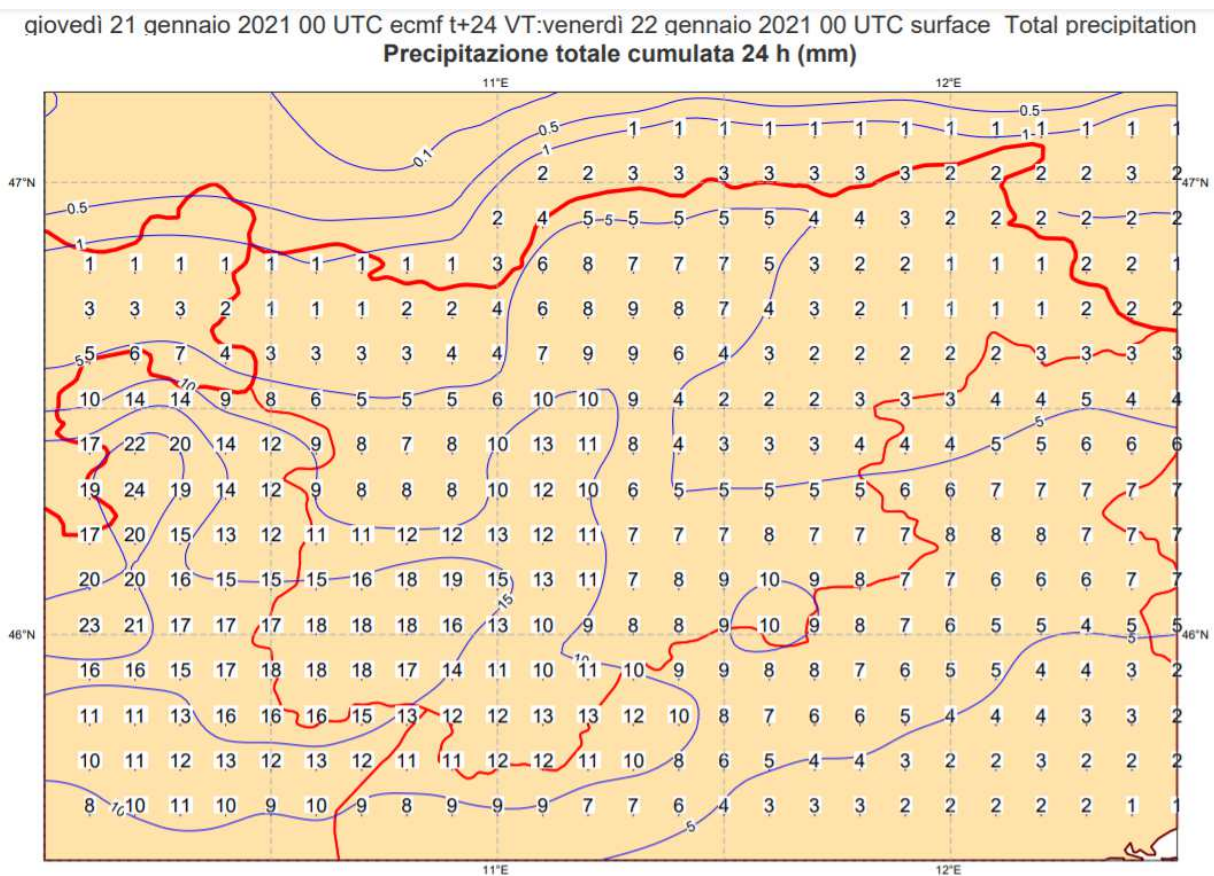 giovedì 21 gennaio 2021 00 UTC ecmf t+24 VT:venerdì 22 gennaio 2021 00 UTC surface Total precipitation
Precipitazione totale cumulata 24 h (mm)
11°E 12°E
0.5
0.5 1 1 1 1 1 1 1 1 1 1 1 1 1
1-
0.1 1
47°N 2 2 3 3 3 3 3 3 3 2 2 2 2 3 2 47°N
0.5
2 4 5 5 5 5 5 5 4 4 3 2 2 2 2 2 2
1
1 1 1 1 1 1 1 1 1 3 6 8 7 7 7 5 3 2 2 1 1 1 2 2 1
3 3 3 2 1 1 1 2 2 4 6 8 9 8 7 4 3 2 1 1 1 1 2 2 2
5 5 6 7 4 3 3 3 3 4 4 7 9 9 6 4 3 2 2 2 2 2 3 3 3 3
10
10 14 14 9 8 6 5 5 5 6 10 10 9 4 2 2 2 3 3 3 4 4 5 4 4
5
17 22 20 14 12 9 8 7 8 10 13 11 8 4 3 3 3 4 4 4 5 5 6 6 6
19 24 19 14 12 9 8 8 8 10 12 10 6 5 5 5 5 5 6 6 7 7 7 7 7
17 20 15 13 12 11 11 12 12 13 12 11 7 7 7 8 7 7 7 8 8 8 7 7 7
20 20 16 15 15 15 16 18 19 15 13 11 7 8 9 10 9 8 7 7 6 6 6 7 7
15
46°N 23 21 17 17 17 18 18 18 16 13 10 9 8 8 9 10 9 8 7 6 5 5 4 5 5 46°N
5
10
16 16 15 17 18 18 18 17 14 11 10 11 10 9 9 8 8 7 6 5 5 4 4 3 2
11 11 13 16 16 16 15 13 12 12 13 13 12 10 8 7 6 6 5 4 4 4 3 3 2
10 11 12 13 12 13 12 11 11 12 12 11 10 8 6 5 4 4 3 2 2 3 2 2 2
8 10 10 11 10 9 10 9 8 9 9 9 7 7 6 4 3 3 3 2 2 2 2 2 1 1
5
11°E 12°E